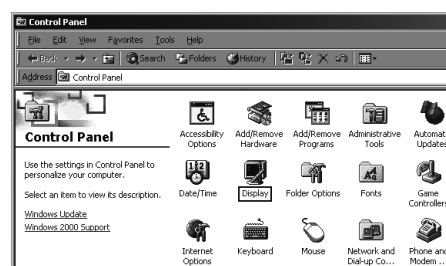 Control Panel
File Edit View Favorites Tools Help
Back Search Folders History
Address Control Panel
Control Panel
Use the settings in Control Panel to
personalize your computer.
Select an item to view its description.
Windows Update
Windows 2000 Support
Accessibility
Options
Add/Remove
Hardware
Add/Remove
Programs
Administrative
Tools
Automat
Updates
Date/Time
Display
Folder Options
Fonts
Game
Controllers
Internet
Options
Keyboard
Mouse
Network and
Dial-up Co...
Phone and
Modem ...